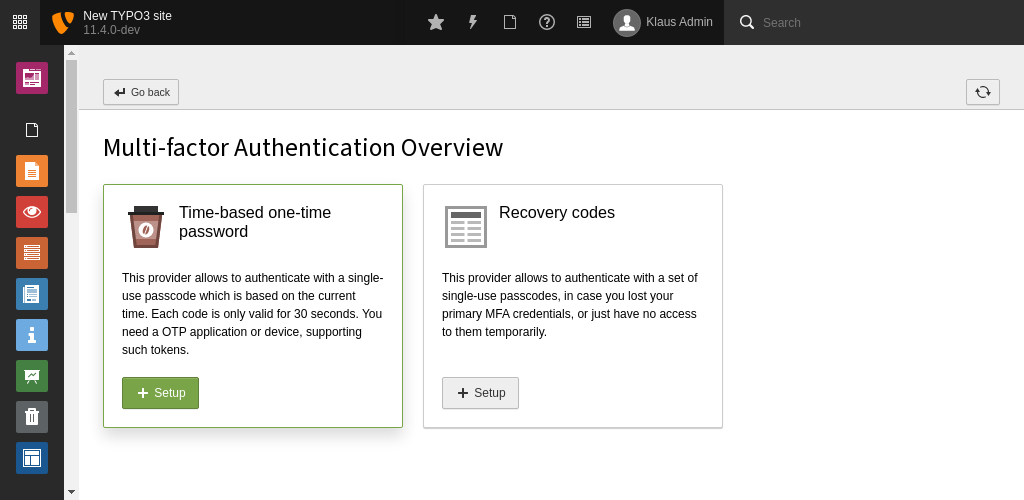 New TYPO3 site
11.4.0-dev
Klaus Admin
Search
Go back
Multi-factor Authentication Overview
Time-based one-time
password
This provider allows to authenticate with a single-
use passcode which is based on the current
time. Each code is only valid for 30 seconds. You
need a OTP application or device, supporting
such tokens.
Setup
Recovery codes
This provider allows to authenticate with a set of
single-use passcodes, in case you lost your
primary MFA credentials, or just have no access
to them temporarily.
Setup